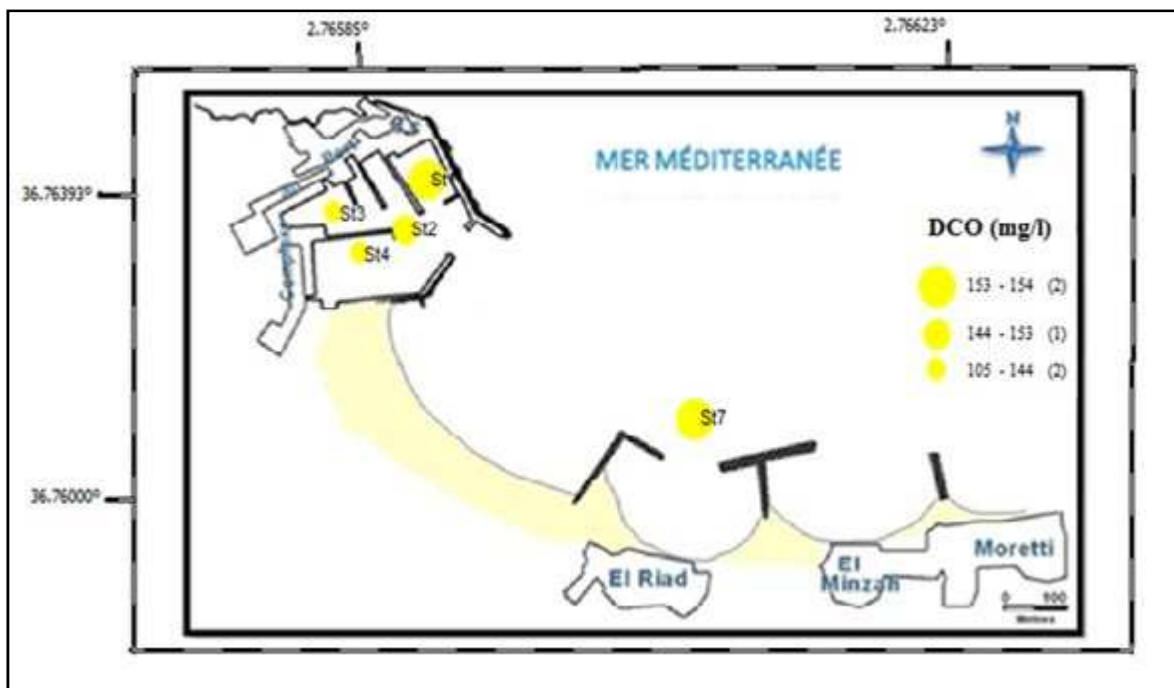 2.76585°
2.76623°
36.76393°
36.76000°
N
MER MÉDITERRANÉE
DCO (mg/l)
153 - 154 (2)
144 - 153 (1)
105 - 144 (2)
St
St3
St2
St4
St7
El Riad
El
Minzah
Moretti
0 100